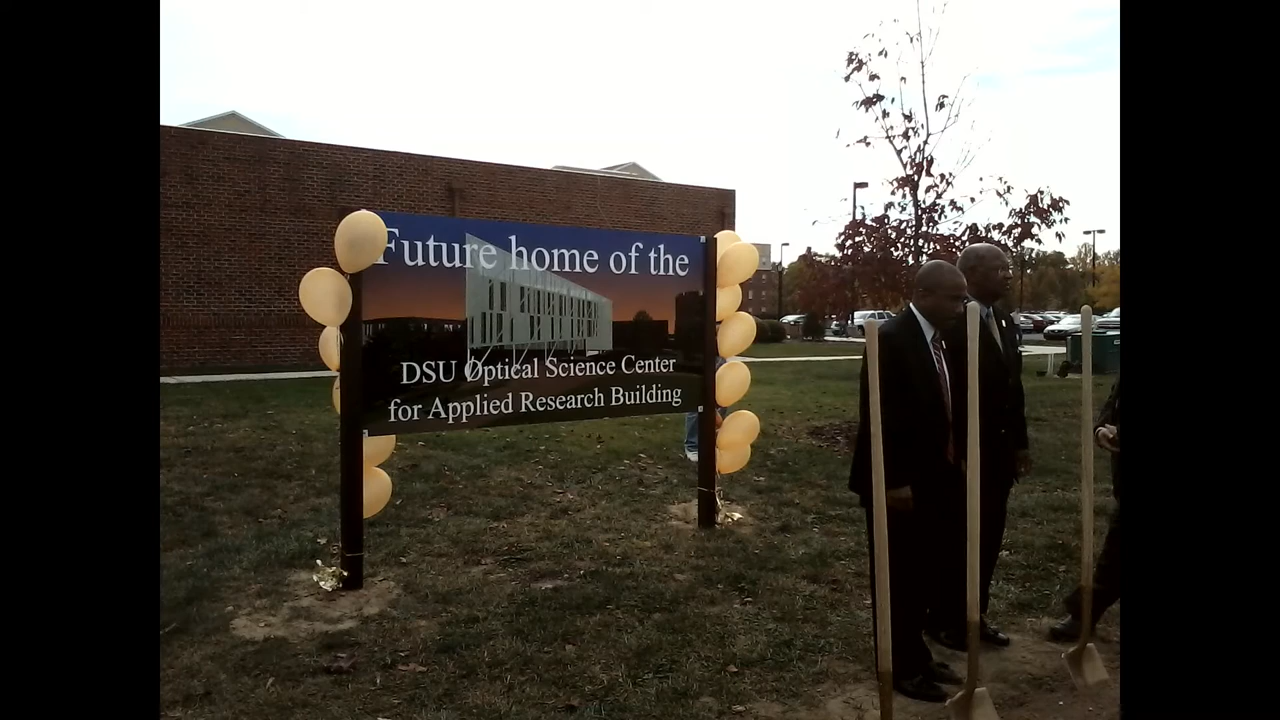 Future home of the
DSU Optical Science Center
for Applied Research Building